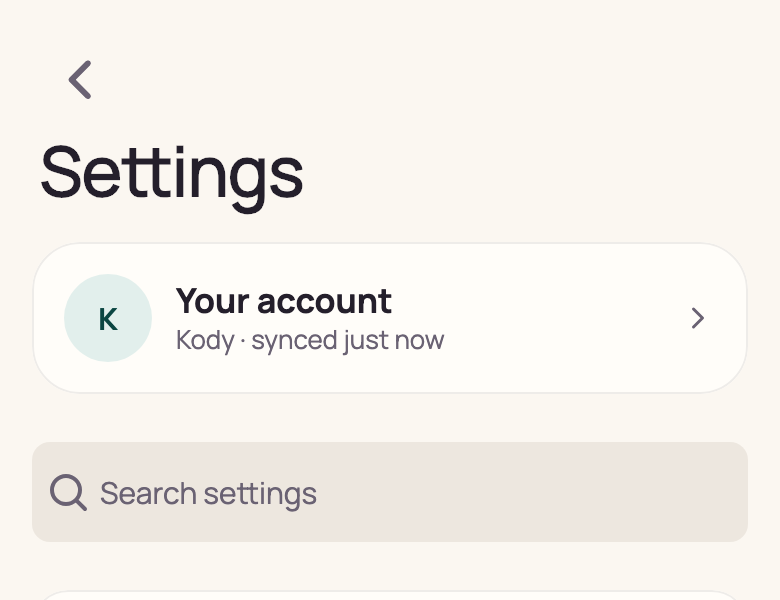 Settings
K
Your account
Kody · synced just now
Search settings